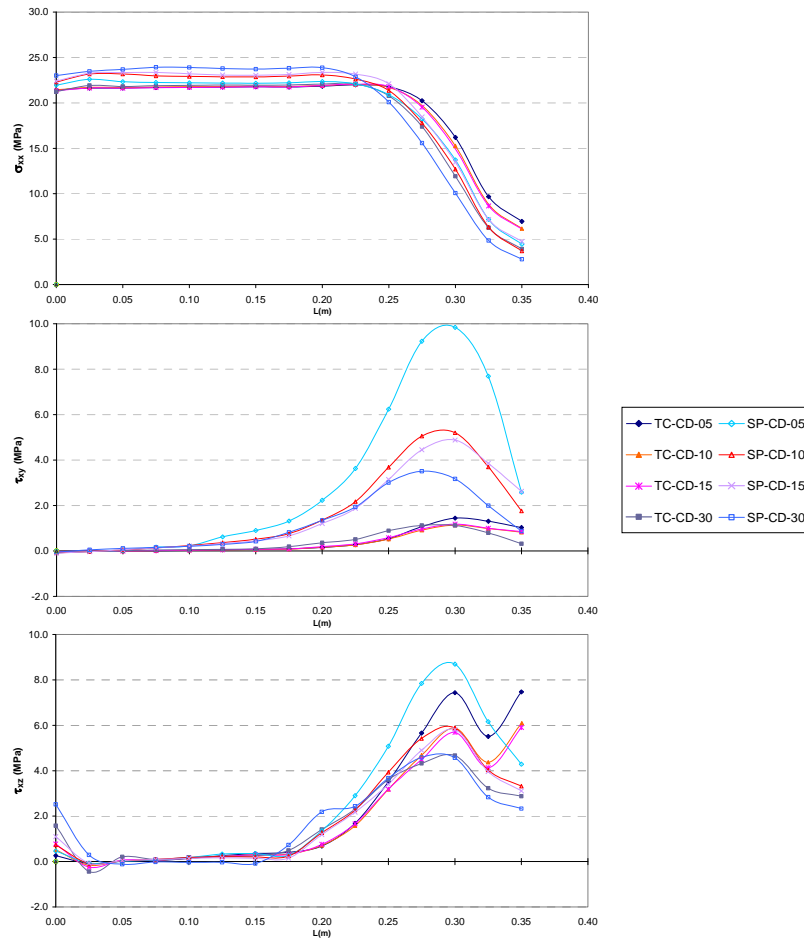 30.0
25.0
20.0
15.0
10.0
5.0
0.0
σxx (MPa)
0.00 0.05 0.10 0.15 0.20 0.25 0.30 0.35 0.40
L(m)
10.0
8.0
6.0
4.0
2.0
0.0
-2.0
τxy (MPa)
0.00 0.05 0.10 0.15 0.20 0.25 0.30 0.35 0.40
L(m)
TC-CD-05 SP-CD-05
TC-CD-10 SP-CD-10
TC-CD-15 SP-CD-15
TC-CD-30 SP-CD-30
10.0
8.0
6.0
4.0
2.0
0.0
-2.0
τxz (MPa)
0.00 0.05 0.10 0.15 0.20 0.25 0.30 0.35 0.40
L(m)